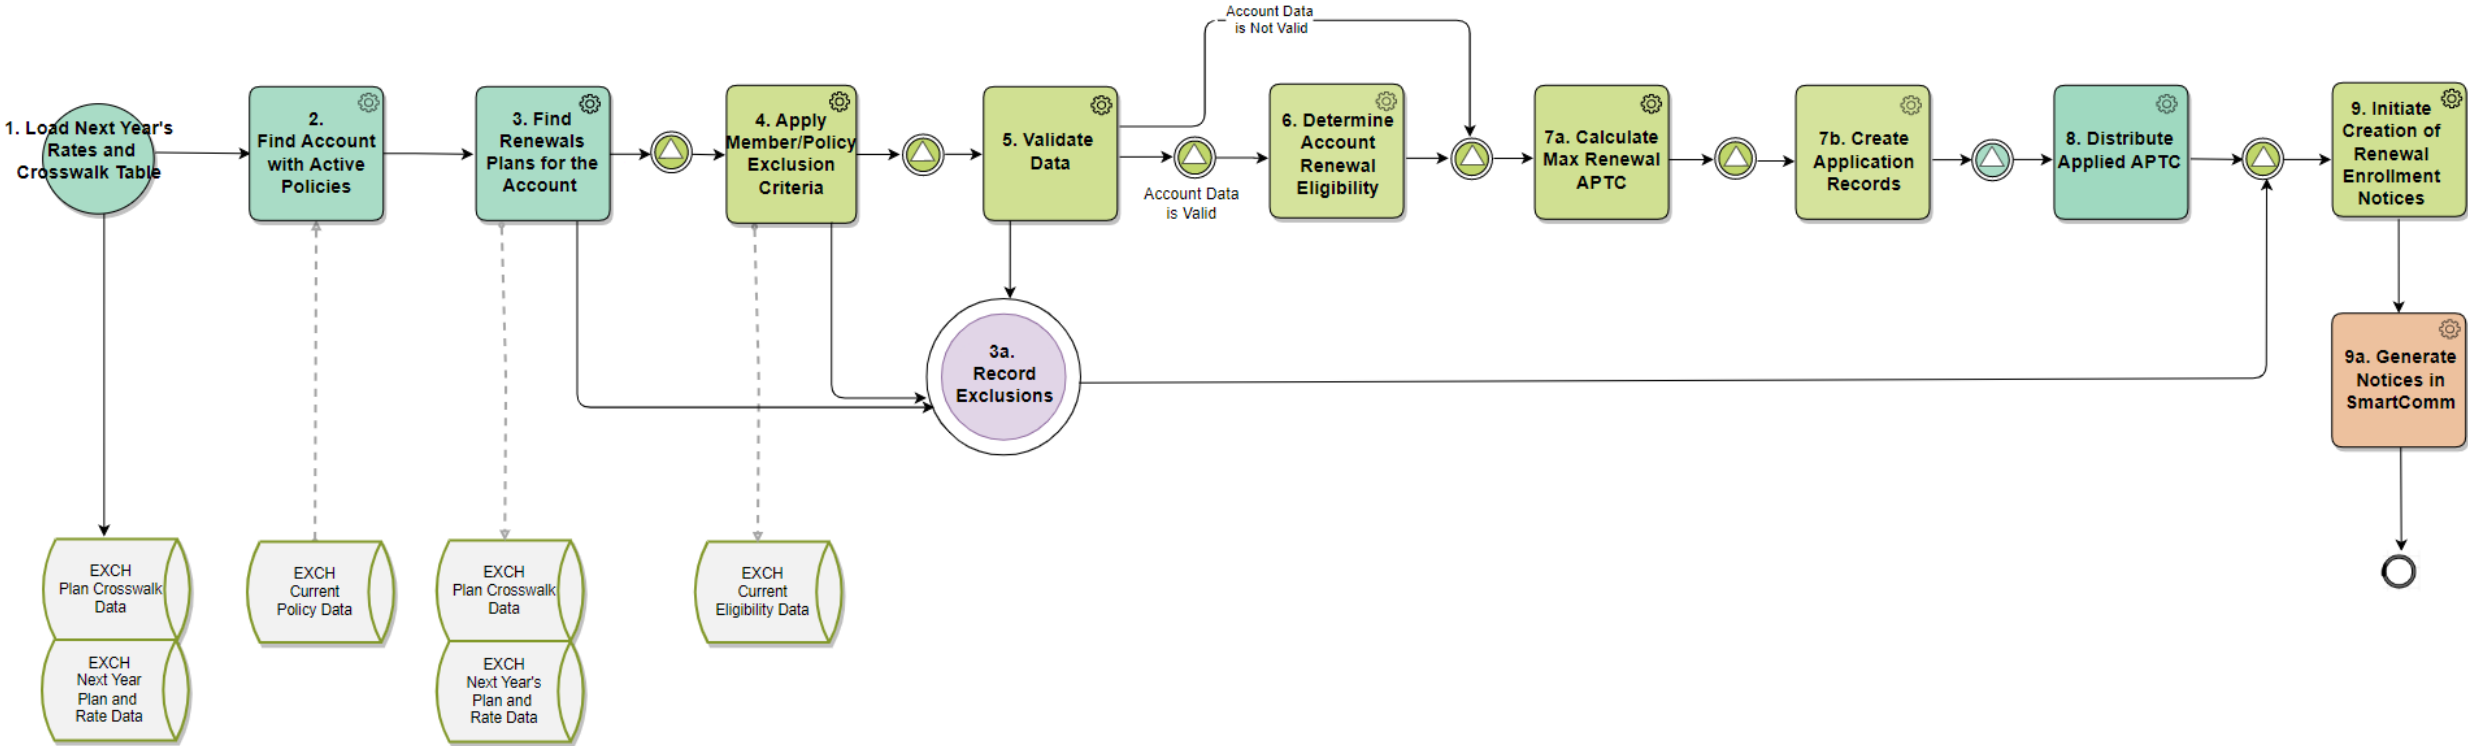 Account Data
is Not Valid
1. Load Next Year's
Rates and
Crosswalk Table
2.
Find Account
with Active
Policies
3. Find
Renewals
Plans for the
Account
4. Apply
Member/Policy
Exclusion
Criteria
5. Validate
Data
Account Data
is Valid
6. Determine
Account
Renewal
Eligibility
7a. Calculate
Max Renewal
APTC
7b. Create
Application
Records
8. Distribute
Applied APTC
9. Initiate
Creation of
Renewal
Enrollment
Notices
3a.
Record
Exclusions
9a. Generate
Notices in
SmartComm
EXCH
Plan Crosswalk
Data
EXCH
Next Year
Plan and
Rate Data
EXCH
Current
Policy Data
EXCH
Plan Crosswalk
Data
EXCH
Next Year's
Plan and
Rate Data
EXCH
Current
Eligibility Data